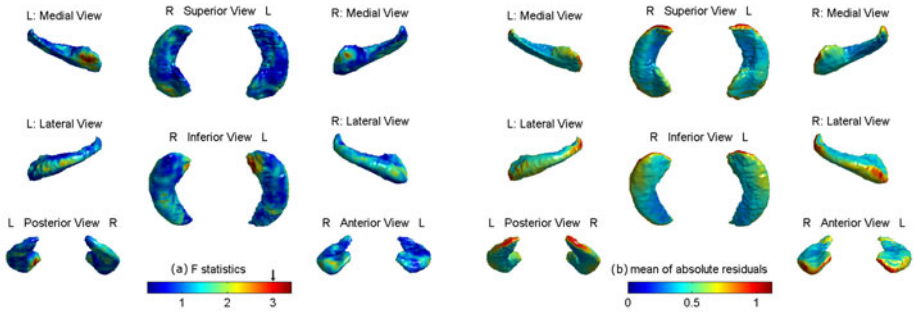 L: Medial View
R Superior View L
R: Medial View
L: Lateral View
R Inferior View L
R: Lateral View
L Posterior View R
R Anterior View L
(a) F statistics
1 2 3
L: Medial View
R Superior View L
R: Medial View
L: Lateral View
R Inferior View L
R: Lateral View
L Posterior View R
R Anterior View L
(b) mean of absolute residuals
0 0.5 1